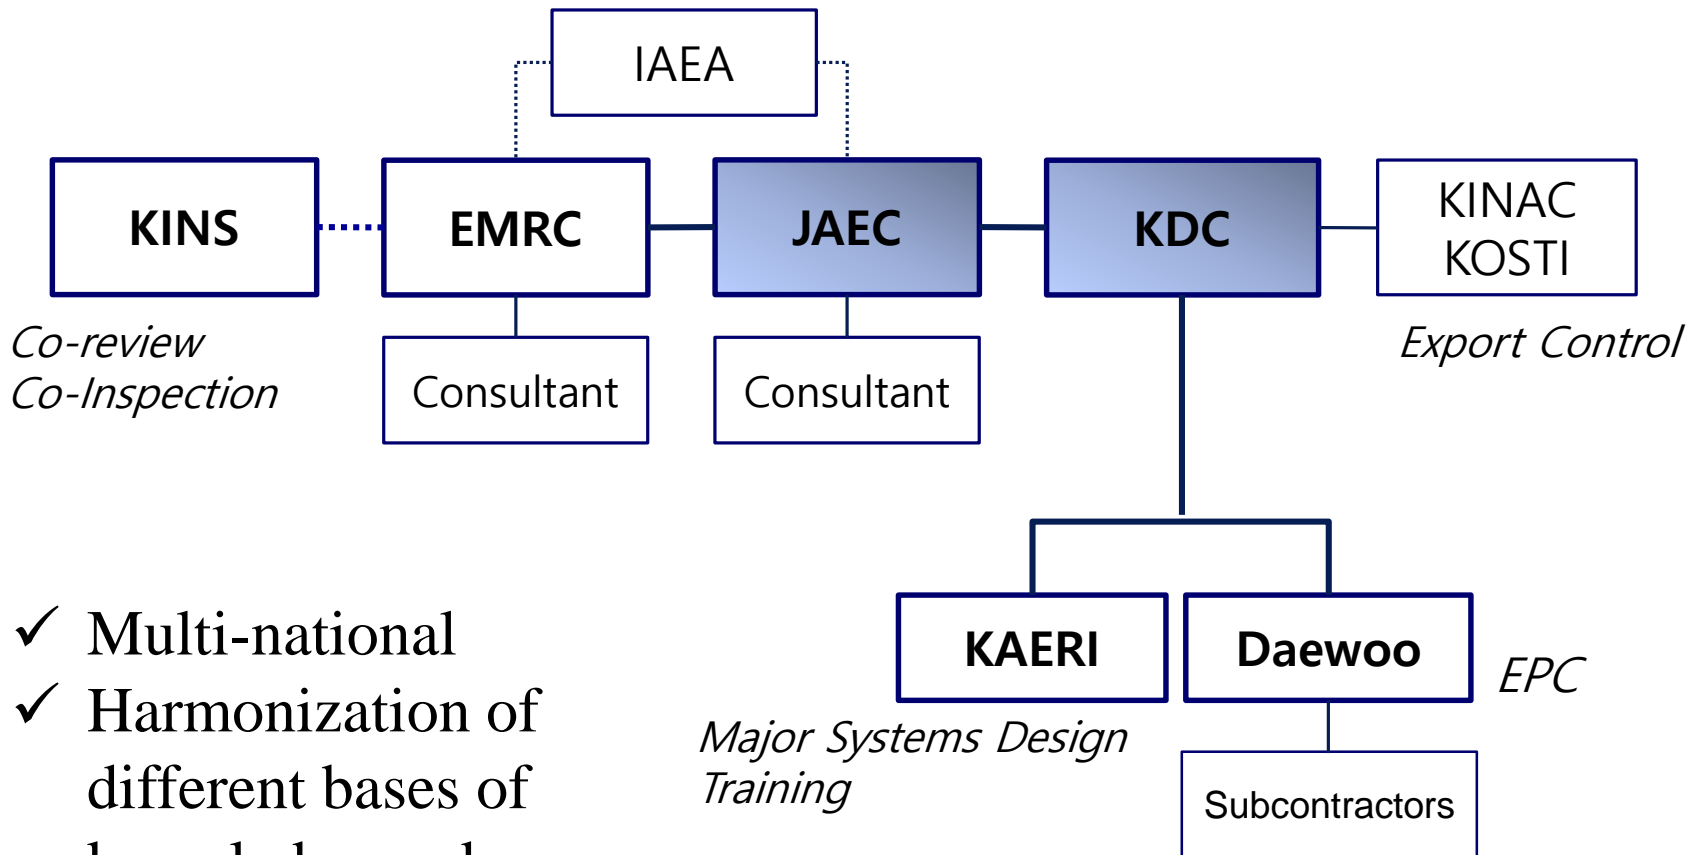 IAEA
KINS
EMRC
JAEC
KDC
KINAC
KOSTI
Co-review
Co-Inspection
Consultant
Consultant
Export Control
KAERI
Daewoo
EPC
Major Systems Design
Training
Subcontractors
✓ Multi-national
✓ Harmonization of
different bases of